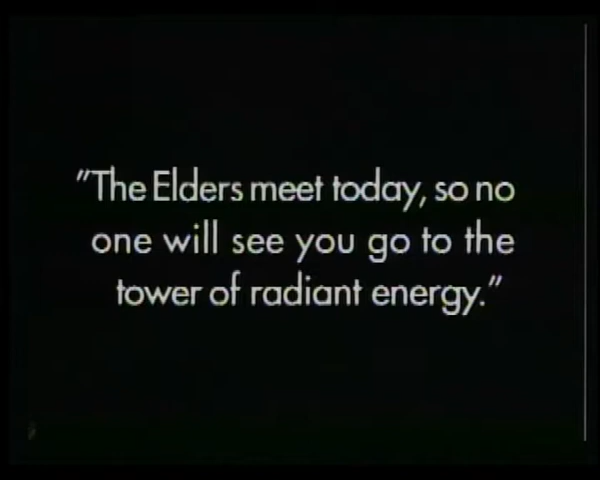 "The Elders meet today, so no
one will see you go to the
tower of radiant energy."